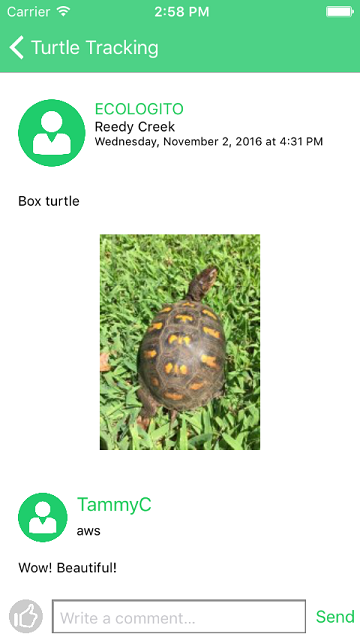 Carrier 2:58 PM
Turtle Tracking
ECOLOGITO
Reedy Creek
Wednesday, November 2, 2016 at 4:31 PM
Box turtle
TammyC
aws
Wow! Beautiful!
Write a comment... Send